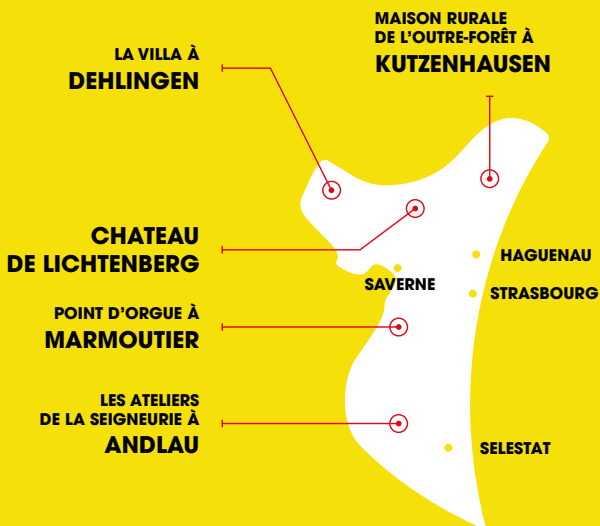 LA VILLA À
DEHLINGEN
MAISON RURALE
DE L'OUTRE-FORÊT À
KUTZENHAUSEN
CHATEAU
DE LICHTENBERG
HAGUENAU
SAVERNE
STRASBOURG
POINT D'ORGUE À
MARMOUTIER
LES ATELIERS
DE LA SEIGNEURIE À
ANDLAU
SELESTAT